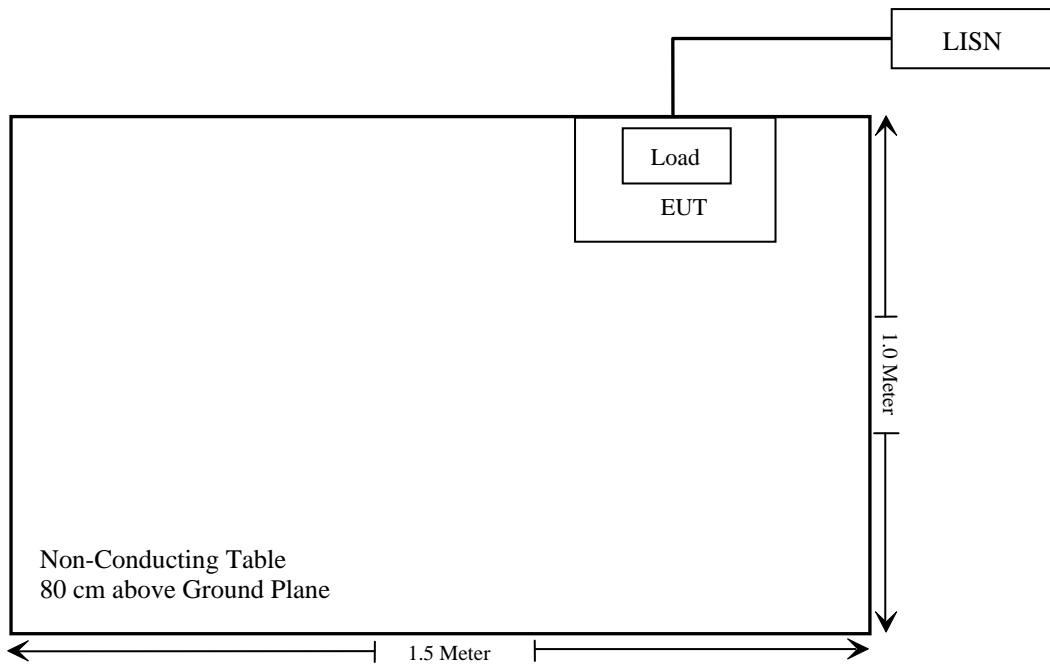 LISN
Load
EUT
1.0 Meter
Non-Conducting Table
80 cm above Ground Plane
1.5 Meter